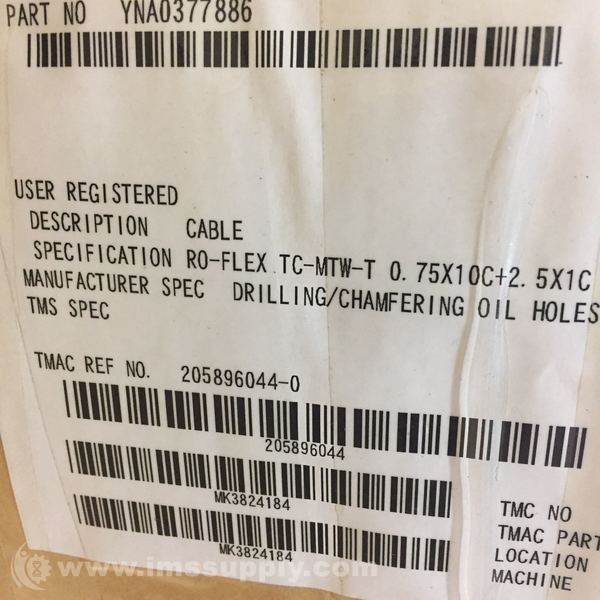 PART NO YNA0377886
USER REGISTERED
DESCRIPTION CABLE
SPECIFICATION RO-FLEX TC-MTW-T 0.75X10C+2.5X1C
MANUFACTURER SPEC DRILLING/CHAMFERING OIL HOLES
TMS SPEC
TMAC REF NO. 205896044-0
205896044
MK3824184
MK3824184
TMC NO
TMAC PART
LOCATION
MACHINE
www.imssupply.com